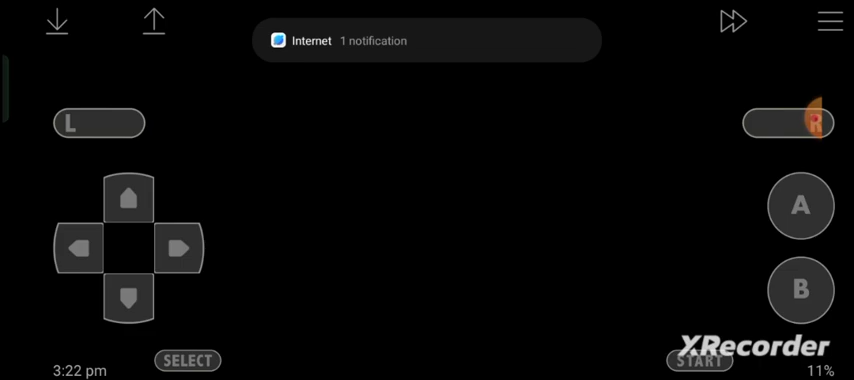 Internet 1 notification
L
R
A
B
SELECT
START
XRecorder
3:22 pm
11%